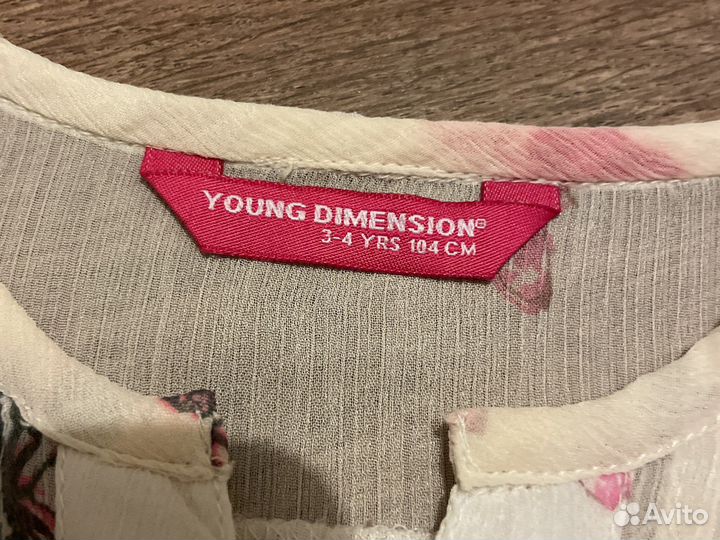 YOUNG DIMENSION®
3-4 YRS 104 CM
Avito